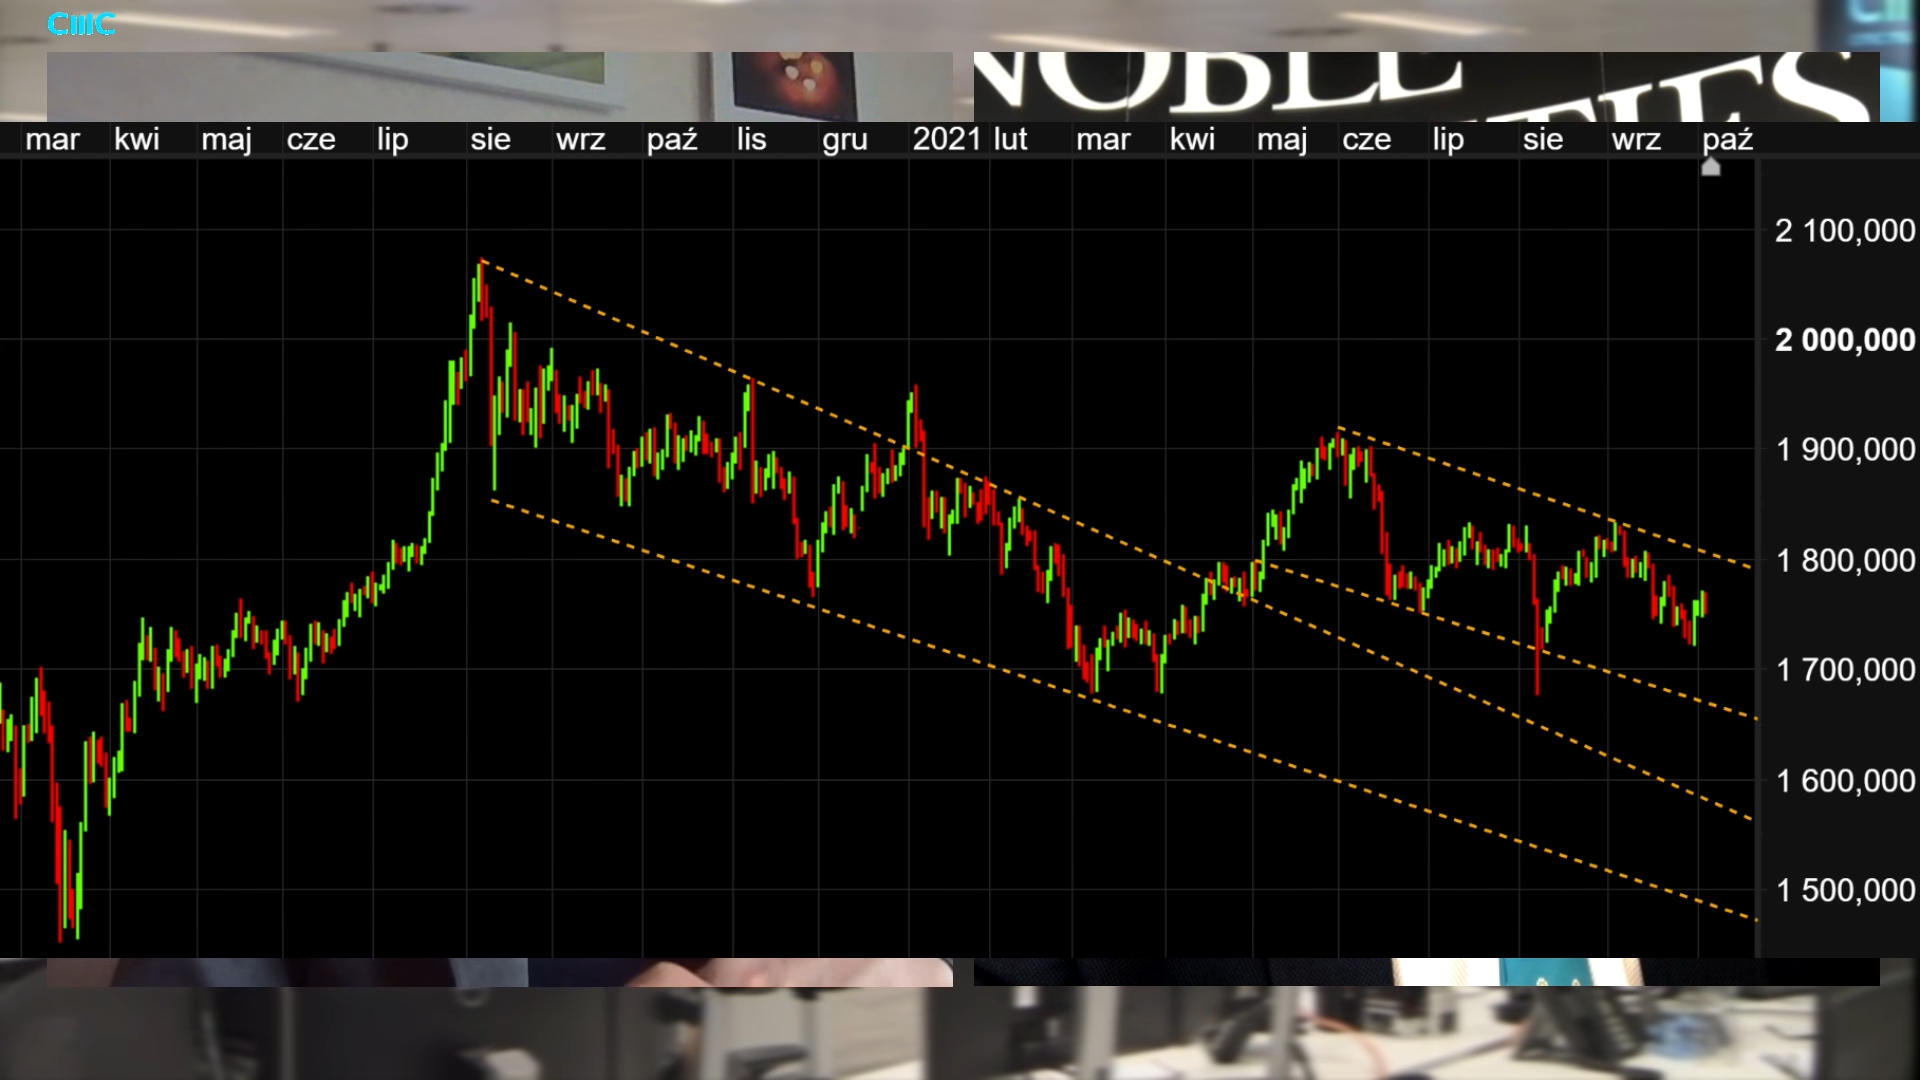 CMC
NOBLE
mar kwi maj cze lip sie wrz paź lis gru 2021 lut mar kwi maj cze lip sie wrz paź
2 100,000
2 000,000
1 900,000
1 800,000
1 700,000
1 600,000
1 500,000